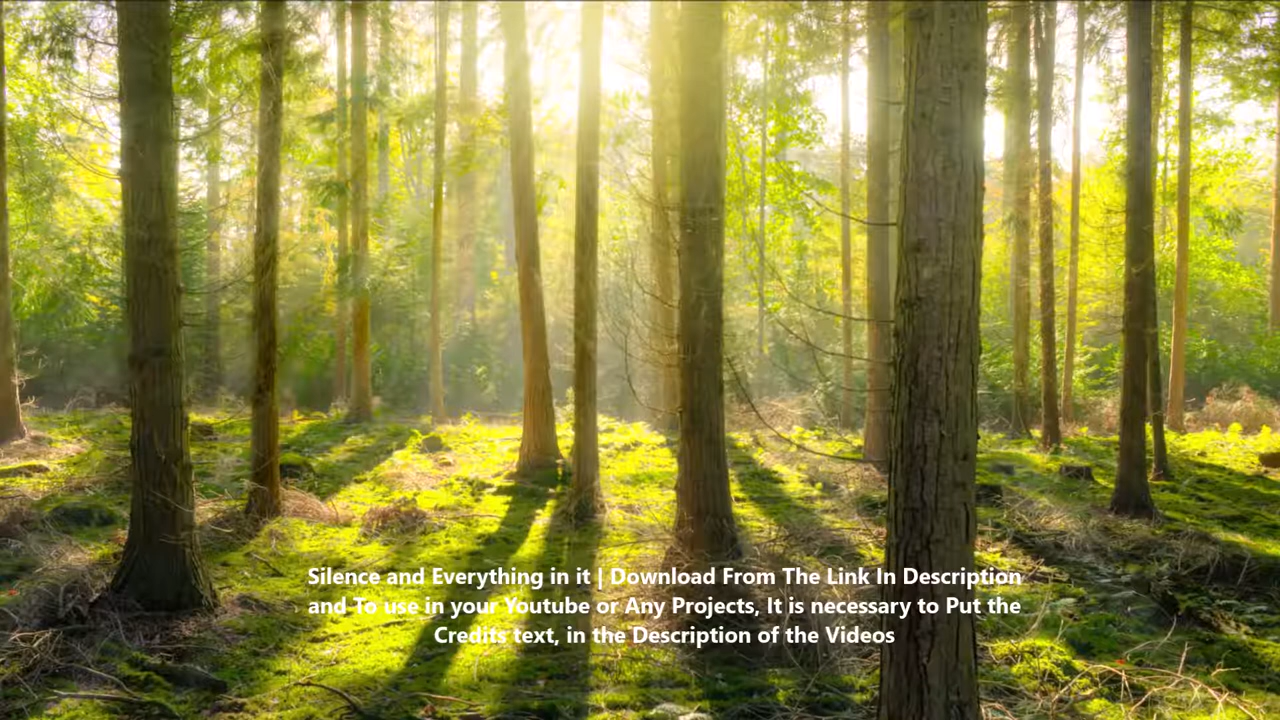 Silence and Everything in it | Download From The Link In Description
and To use in your Youtube or Any Projects, It is necessary to Put the
Credits text, in the Description of the Videos